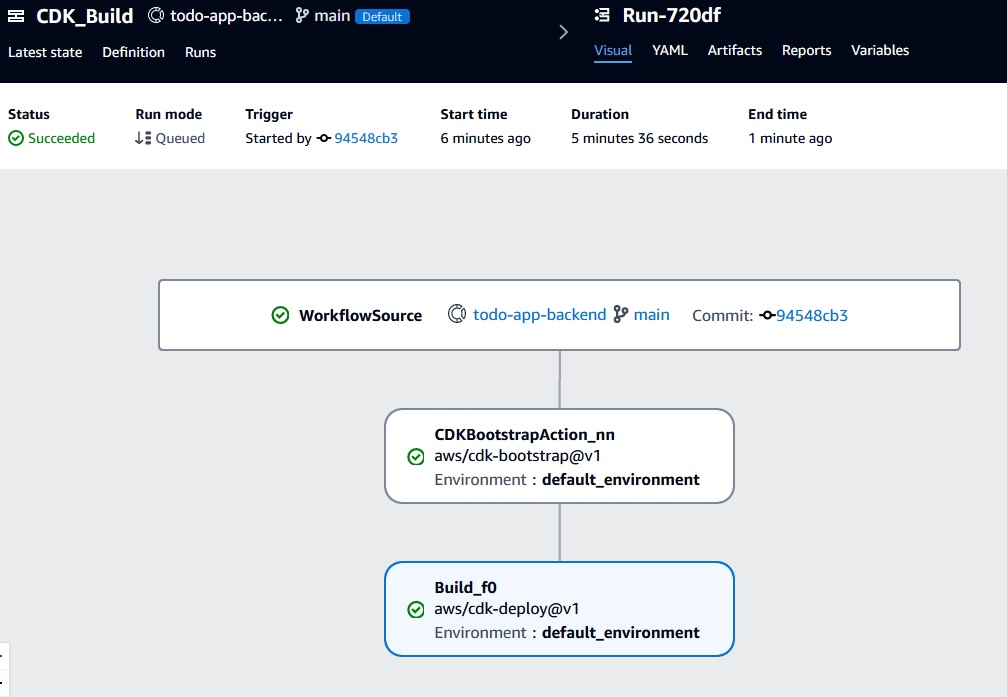 CDK_Build todo-app-bac... main Default
Latest state Definition Runs
Run-720df
Visual YAML Artifacts Reports Variables
Status Run mode Trigger Start time Duration End time
Succeeded Queued Started by 94548cb3 6 minutes ago 5 minutes 36 seconds 1 minute ago
WorkflowSource todo-app-backend main Commit: 94548cb3
CDKBootstrapAction_nn
aws/cdk-bootstrap@v1
Environment : default_environment
Build_f0
aws/cdk-deploy@v1
Environment : default_environment